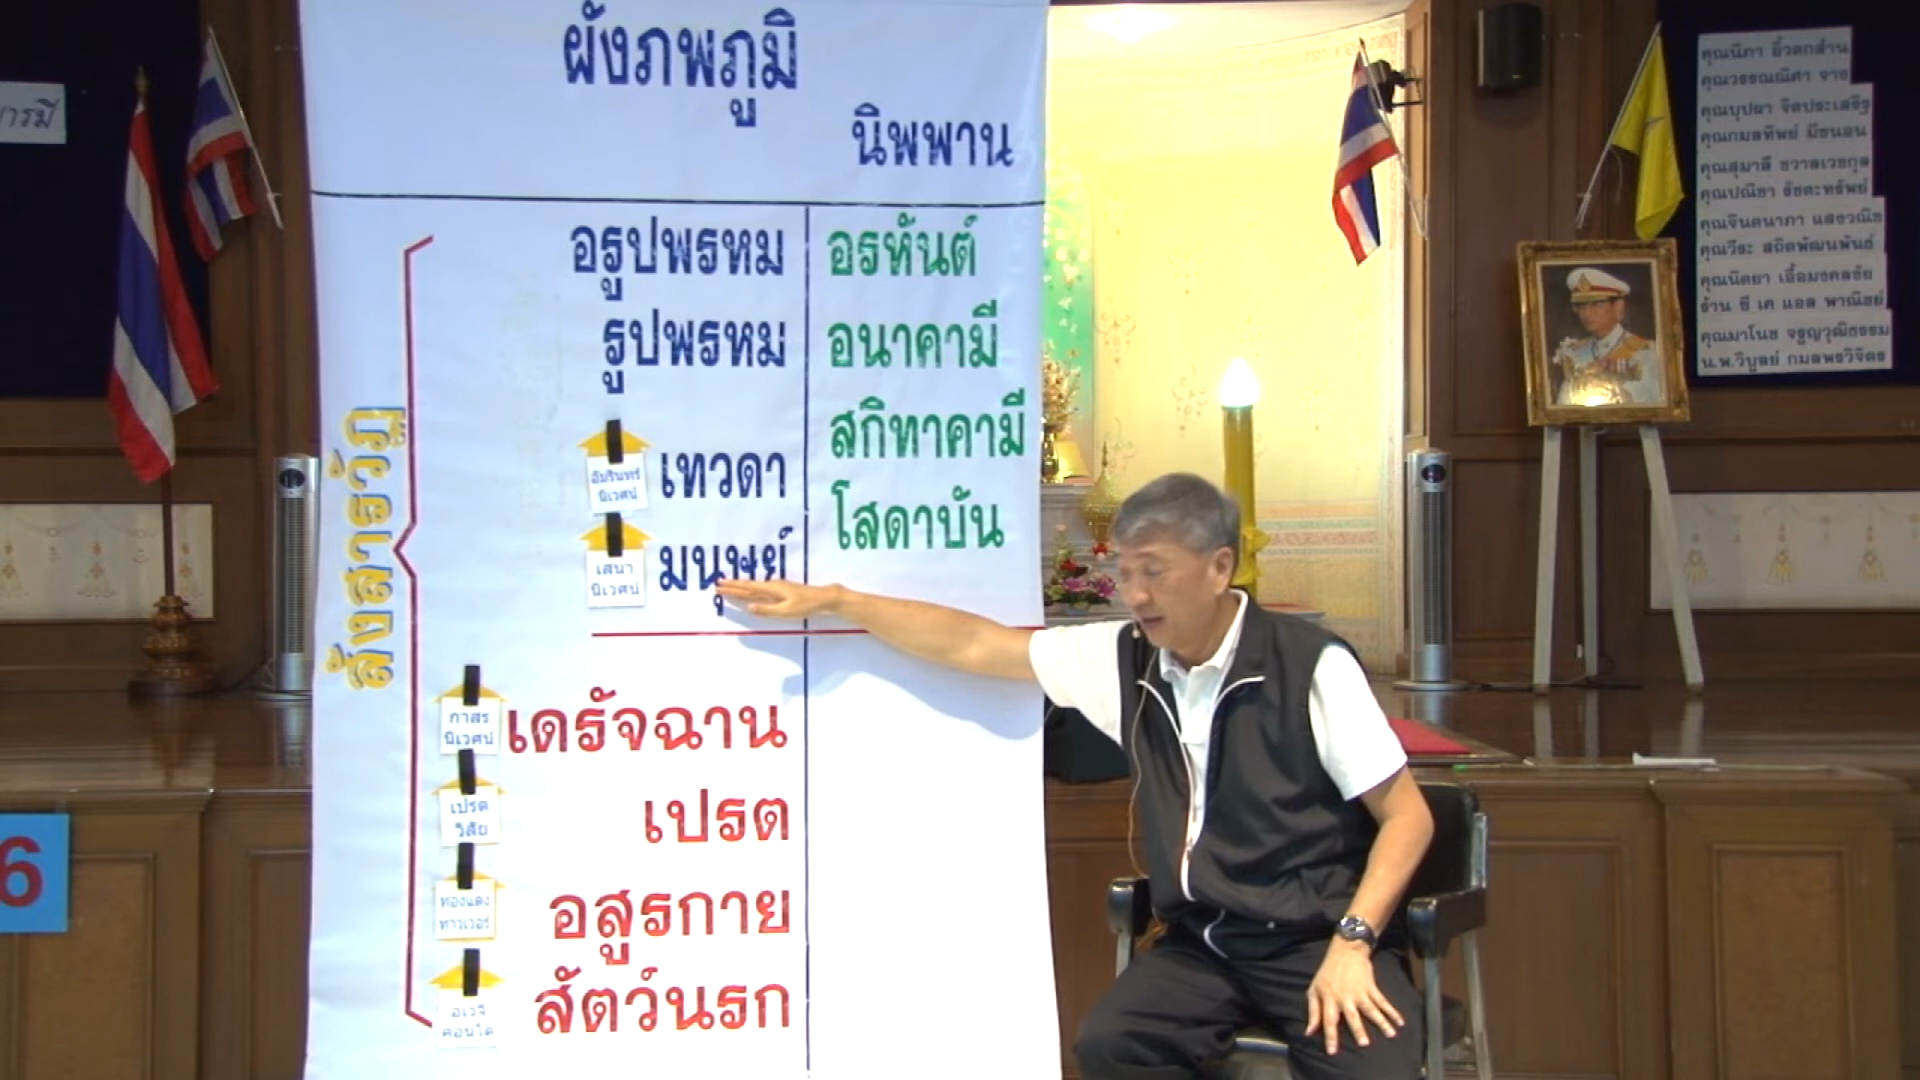 ผังภพภูมิ
นิพพาน
อรูปพรหม
อรหันต์
รูปพรหม
อนาคามี
สกิทาคามี
อัมรินทร์
นิเวศน์
เทวดา
โสดาบัน
เสนา
นิเวศน์
มนุษย์
สังสารวัฏ
กาสร
นิเวศน์
เดรัจฉาน
เปรต
วิสัย
เปรต
ทองแดง
ทาวเวอร์
อสูรกาย
อเวจี
คอนโด
สัตว์นรก
ารมี
6
คุณบุปผา จิตประเสริฐ
คุณกมลทิพย์ มีชนอน
คุณสุมาลี ชวาลเวชกุล
คุณปณิชา รัชตะทรัพย์
คุณจินตนาภา แสงวณิช
คุณวีระ สถิตพัฒนพันธ์
คุณนิตยา เอื้อมงคลชัย
ร้าน ซี เค แอล พาณิชย์
คุณมาโนช จรูญวุฒิธรรม
น.พ.วิบูลย์ กมลพรวิจิตร